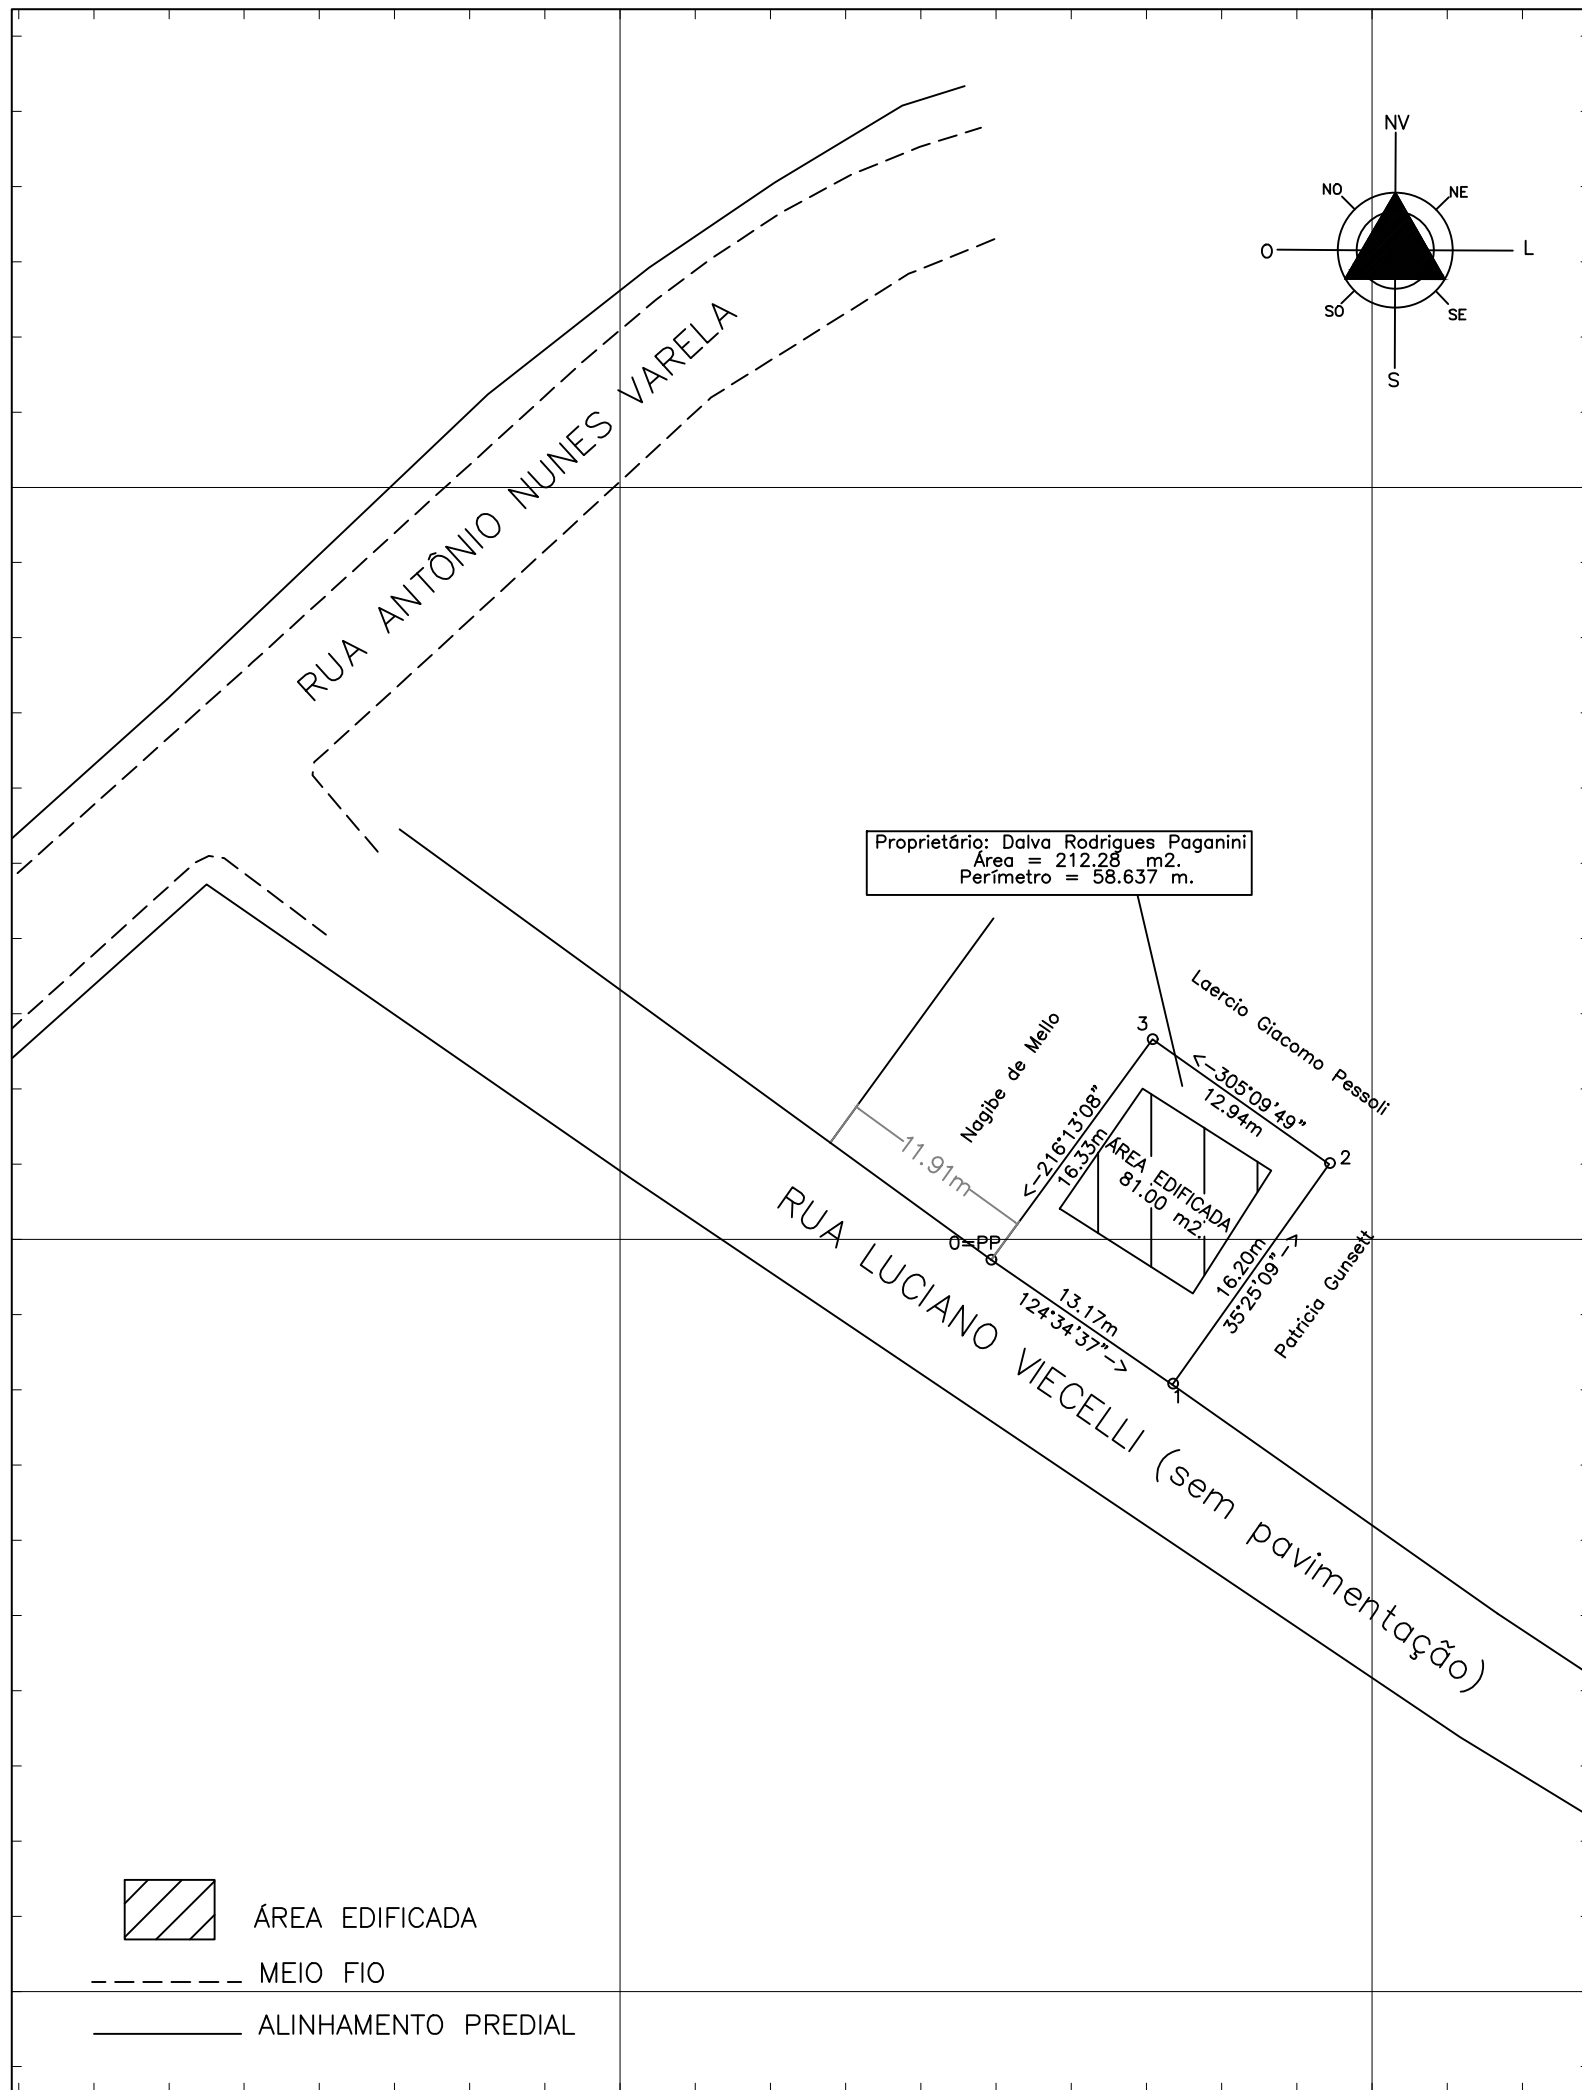 NV
NO
NE
O
L
SO
SE
S
RUA ANTÔNIO NUNES VARELA
Proprietário: Dalva Rodrigues Paganini
Área = 212.28 m2.
Perímetro = 58.637 m.
Laercio Giacomo Pessoli
Nagibe de Mello
3
<-305°09'49"
12.94m
2
<-216°13'08"
16.33m
ÁREA EDIFICADA
81.00 m2.
11.91m
0=PP
16.20m
35°25'09"->
Patricia Gunsett
13.17m
124°34'37"->
1
RUA LUCIANO VIECELLI (sem pavimentação)
ÁREA EDIFICADA
MEIO FIO
ALINHAMENTO PREDIAL